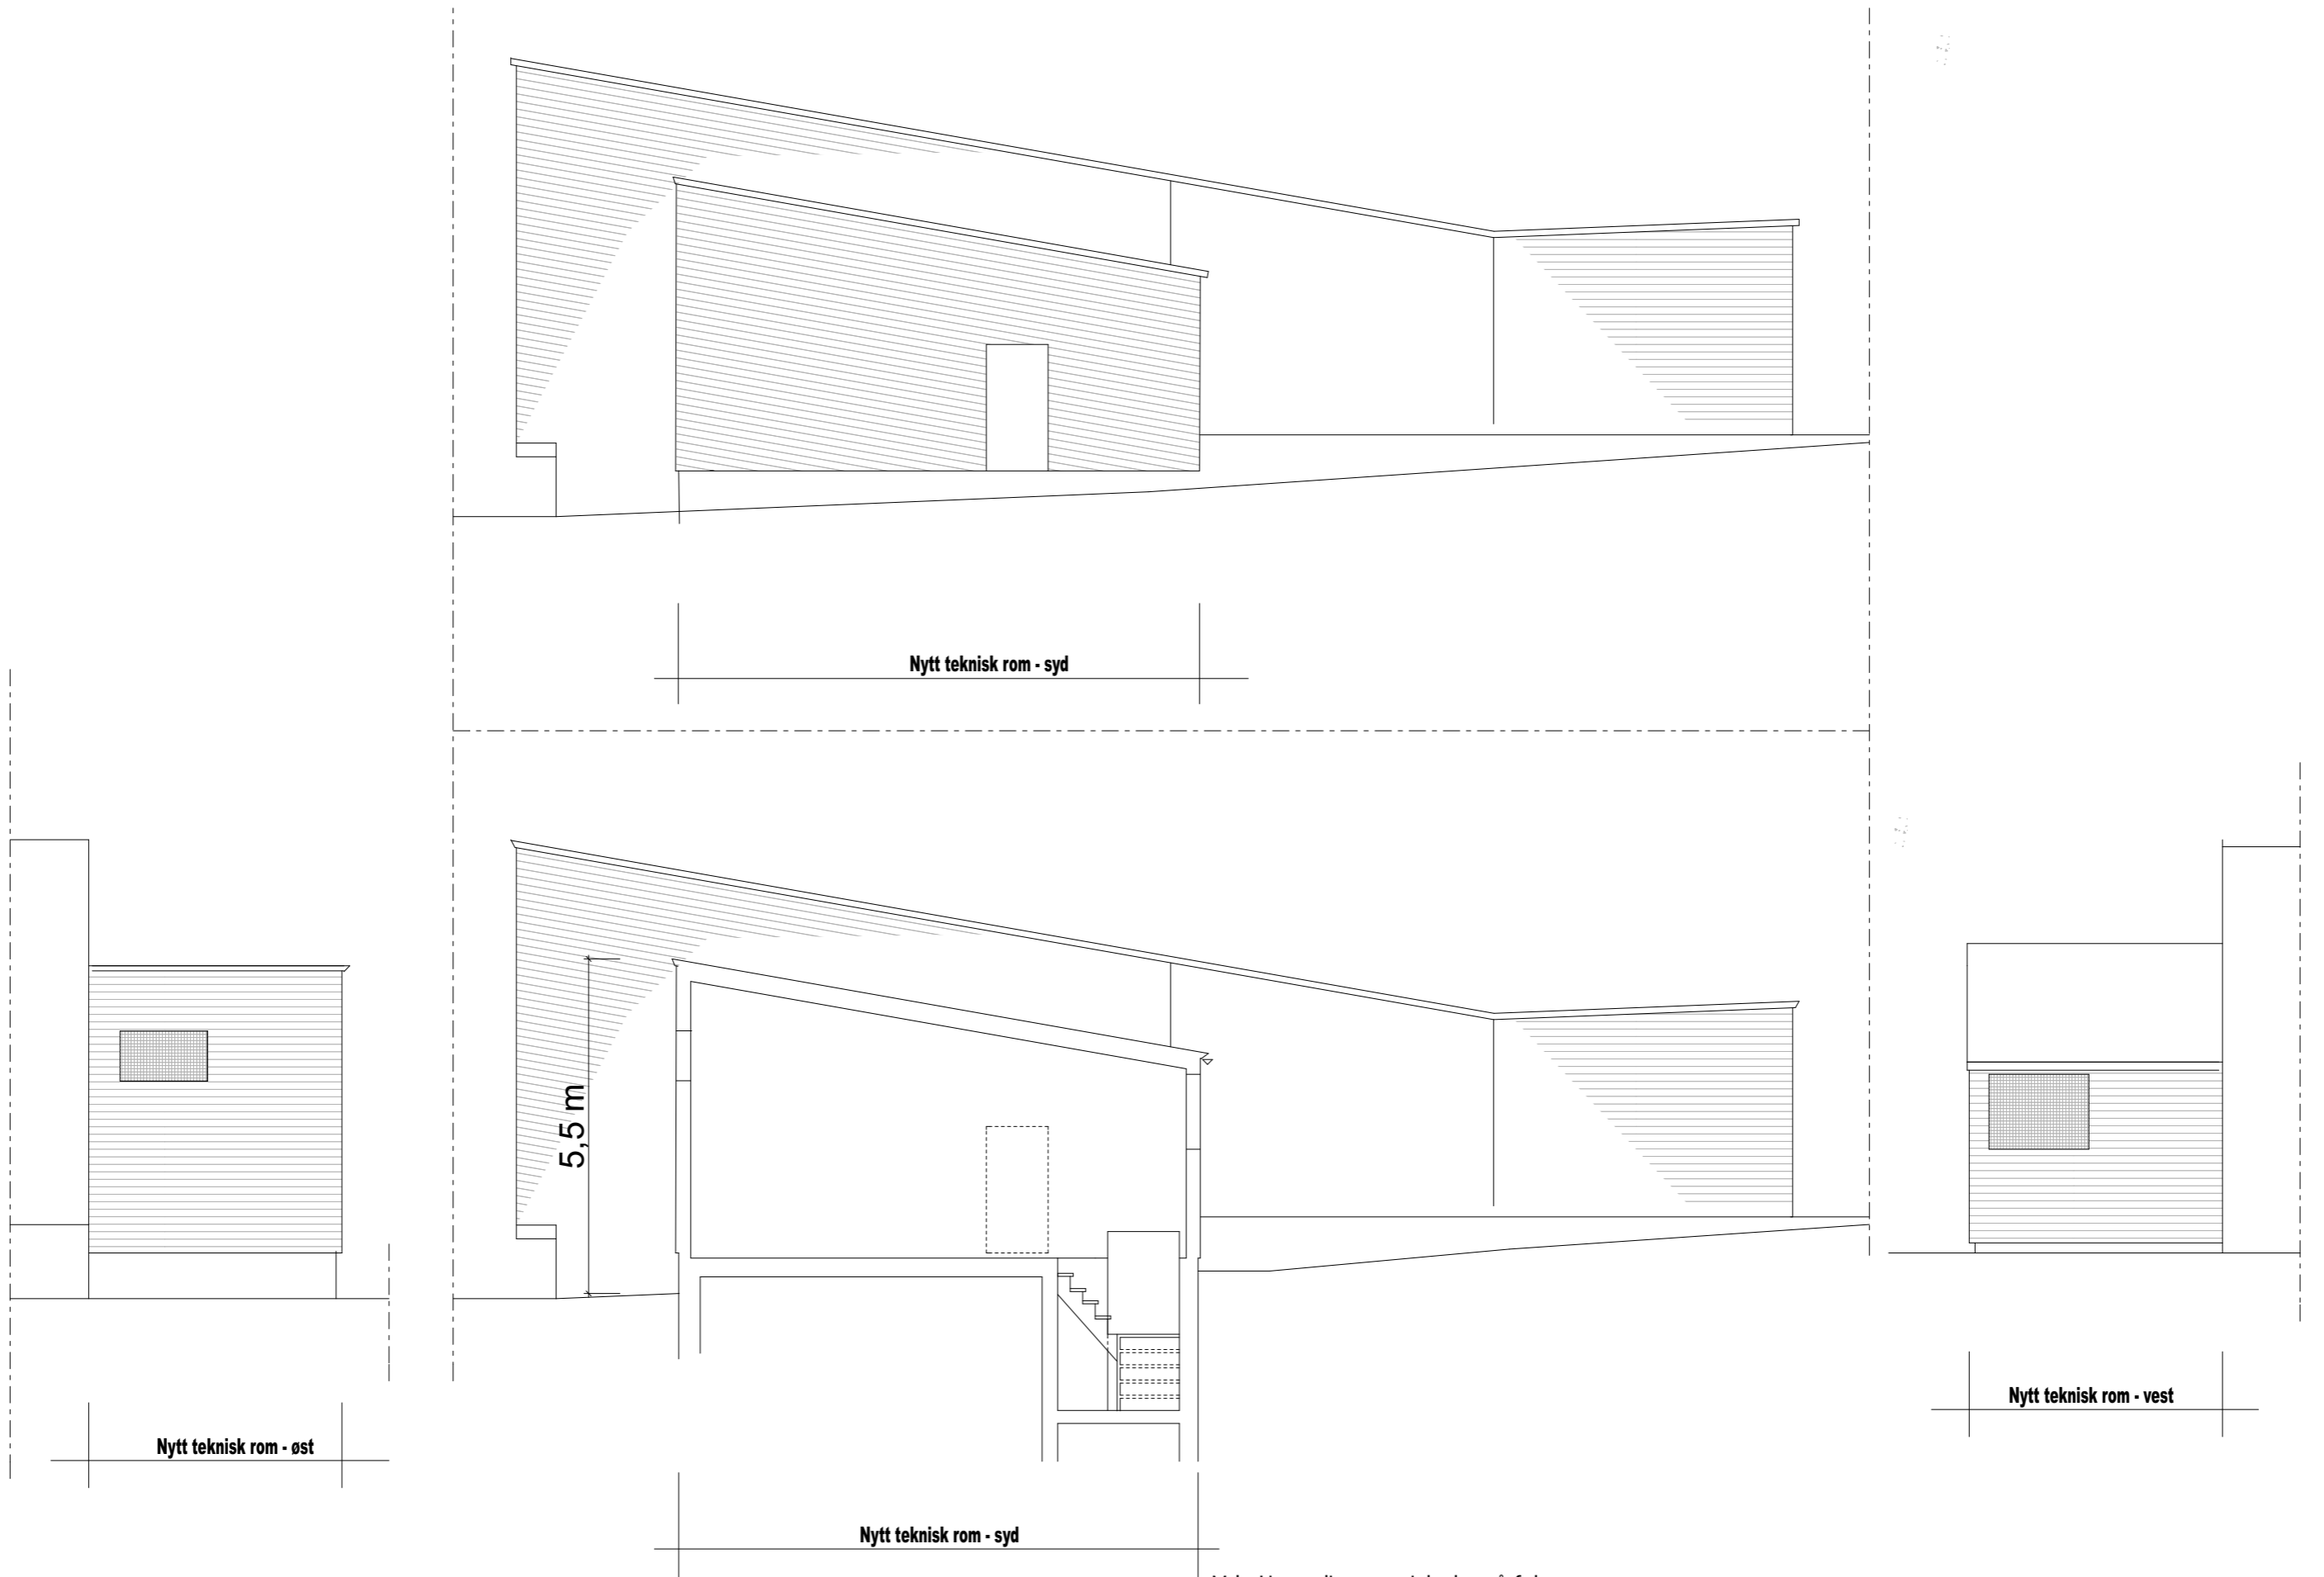 Nytt teknisk rom - syd
5,5 m
Nytt teknisk rom - vest
Nytt teknisk rom - øst
Nytt teknisk rom - syd